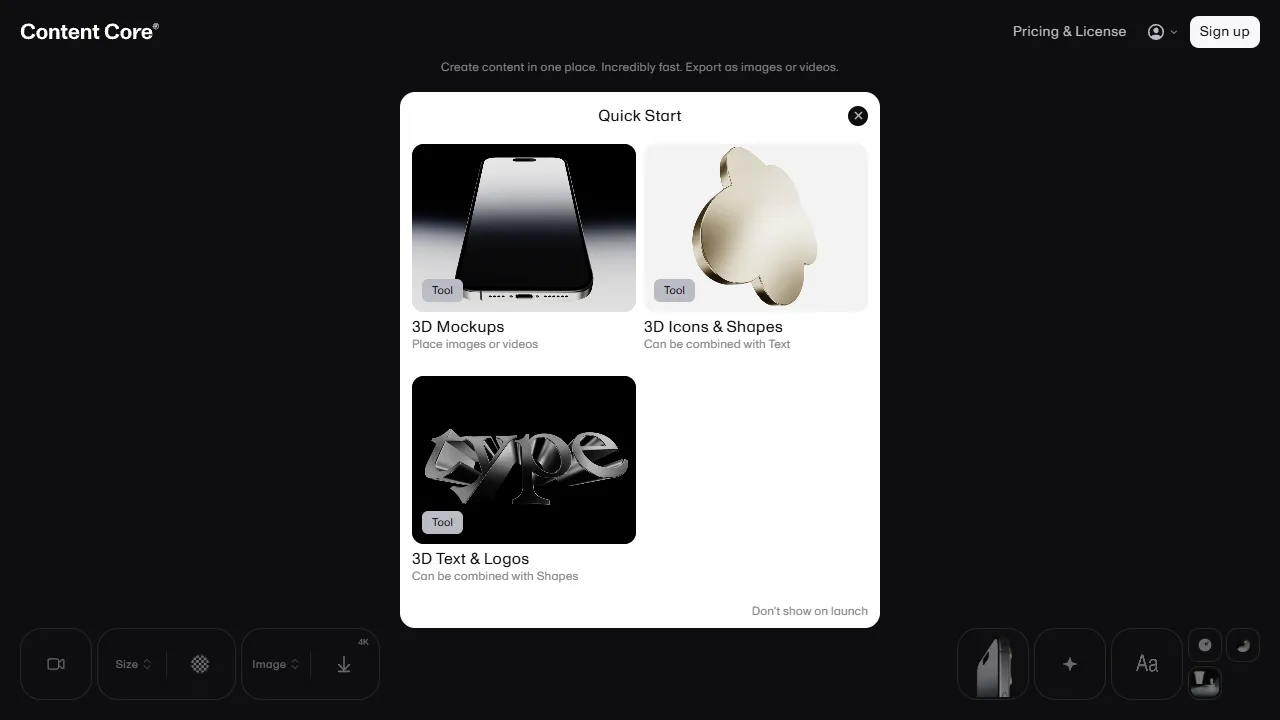 Content Core®
Pricing & License
Sign up
Create content in one place. Incredibly fast. Export as images or videos.
Quick Start
Tool
Tool
3D Mockups
Place images or videos
3D Icons & Shapes
Can be combined with Text
type
Tool
3D Text & Logos
Can be combined with Shapes
Don't show on launch
Size
Image
4K
Aa